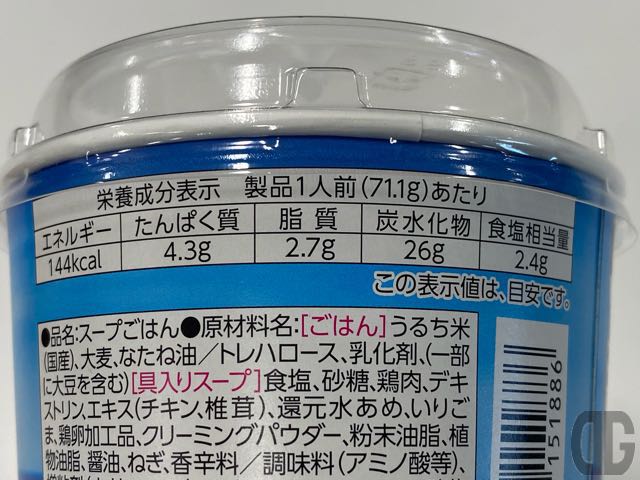 栄養成分表示 製品1人前(71.1g)あたり
エネルギー たんぱく質 脂質 炭水化物 食塩相当量
144kcal 4.3g 2.7g 26g 2.4g
この表示値は、目安です。
●品名:スープごはん●原材料名:[ごはん]うるち米
(国産)、大麦、なたね油/トレハロース、乳化剤、(一部
に大豆を含む)[具入りスープ]食塩、砂糖、鶏肉、デキ
ストリン、エキス(チキン、椎茸)、還元水あめ、いりご
ま、鶏卵加工品、クリーミングパウダー、粉末油脂、植
物油脂、醤油、ねぎ、香辛料/調味料(アミノ酸等)、
151886
DG